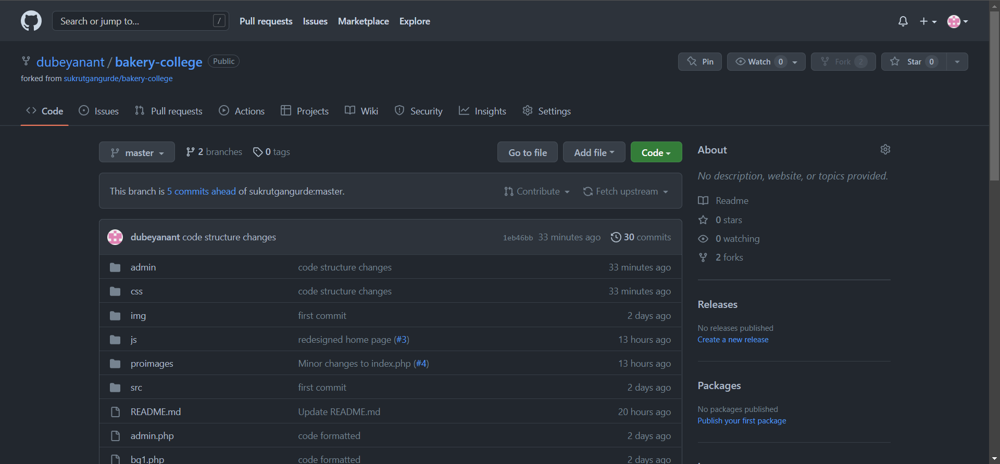 Search or jump to... /
Pull requests Issues Marketplace Explore
dubeyanant / bakery-college Public
forked from sukrutgangurde/bakery-college
Pin Watch 0 Fork 2 Star 0
Code Issues Pull requests Actions Projects Wiki Security Insights Settings
master 2 branches 0 tags Go to file Add file Code
This branch is 5 commits ahead of sukrutgangurde:master. Contribute Fetch upstream
dubeyanant code structure changes 1eb46bb 33 minutes ago 30 commits
admin code structure changes 33 minutes ago
css code structure changes 33 minutes ago
img first commit 2 days ago
js redesigned home page (#3) 13 hours ago
proimages Minor changes to index.php (#4) 13 hours ago
src first commit 2 days ago
README.md Update README.md 20 hours ago
admin.php code formatted 2 days ago
bg1.php code formatted 2 days ago
About
No description, website, or topics provided.
Readme
0 stars
0 watching
2 forks
Releases
No releases published
Create a new release
Packages
No packages published
Publish your first package